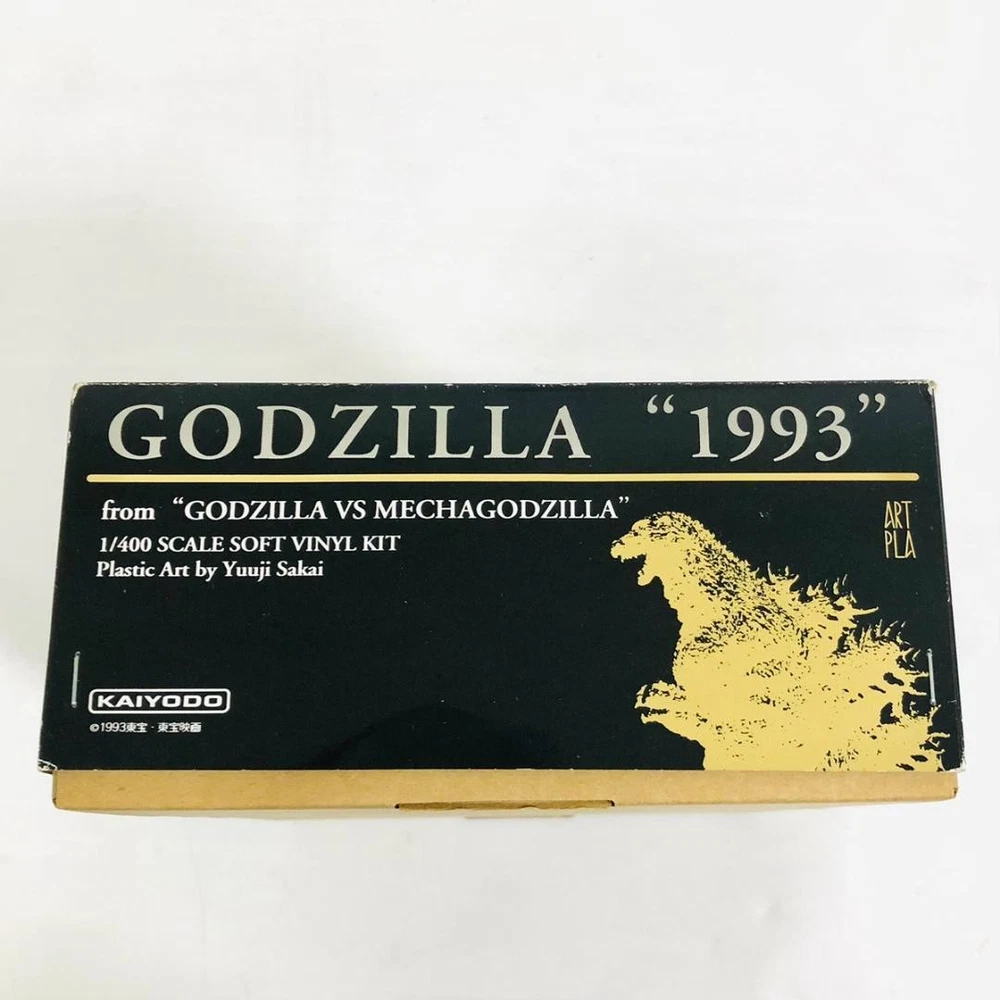 GODZILLA “1993”
from “GODZILLA VS MECHAGODZILLA”
1/400 SCALE SOFT VINYL KIT
Plastic Art by Yuuji Sakai
ART
PLA
KAIYODO
©1993東宝・東宝映画